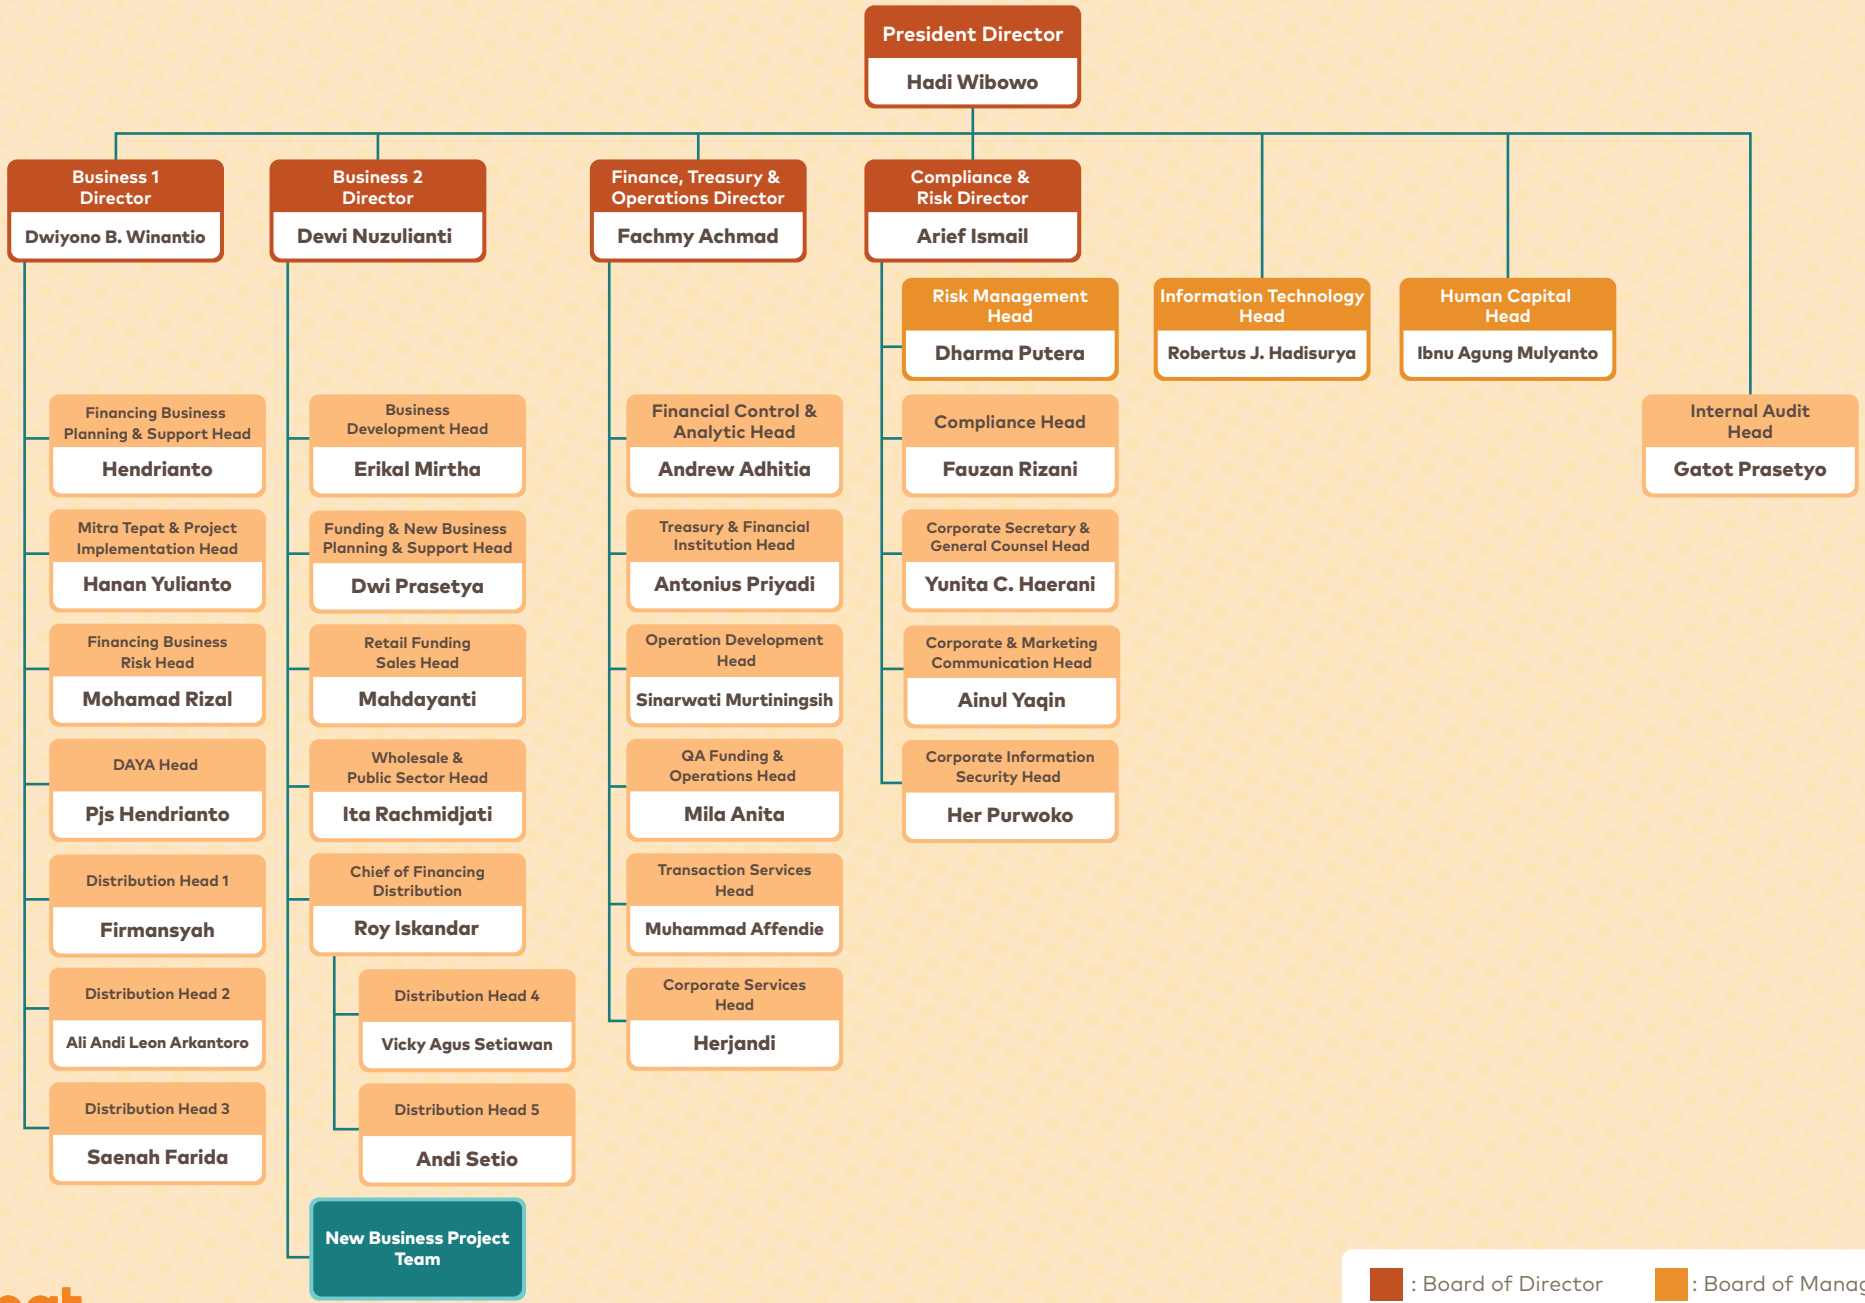 President Director
Hadi Wibowo
Business 1
Director
Dwiyono B. Winantio
Business 2
Director
Dewi Nuzulianti
Finance, Treasury &
Operations Director
Fachmy Achmad
Compliance &
Risk Director
Arief Ismail
Risk Management
Head
Dharma Putera
Information Technology
Head
Robertus J. Hadisurya
Human Capital
Head
Ibnu Agung Mulyanto
Internal Audit
Head
Gatot Prasetyo
Financing Business
Planning & Support Head
Hendrianto
Mitra Tepat & Project
Implementation Head
Hanan Yulianto
Financing Business
Risk Head
Mohamad Rizal
DAYA Head
Pjs Hendrianto
Distribution Head 1
Firmansyah
Distribution Head 2
Ali Andi Leon Arkantoro
Distribution Head 3
Saenah Farida
Business
Development Head
Erikal Mirtha
Funding & New Business
Planning & Support Head
Dwi Prasetya
Retail Funding
Sales Head
Mahdayanti
Wholesale &
Public Sector Head
Ita Rachmidjati
Chief of Financing
Distribution
Roy Iskandar
Distribution Head 4
Vicky Agus Setiawan
Distribution Head 5
Andi Setio
New Business Project
Team
Financial Control &
Analytic Head
Andrew Adhitia
Treasury & Financial
Institution Head
Antonius Priyadi
Operation Development
Head
Sinarwati Murtiningsih
QA Funding &
Operations Head
Mila Anita
Transaction Services
Head
Muhammad Affendie
Corporate Services
Head
Herjandi
Compliance Head
Fauzan Rizani
Corporate Secretary &
General Counsel Head
Yunita C. Haerani
Corporate & Marketing
Communication Head
Ainul Yaqin
Corporate Information
Security Head
Her Purwoko
: Board of Director
: Board of Manag